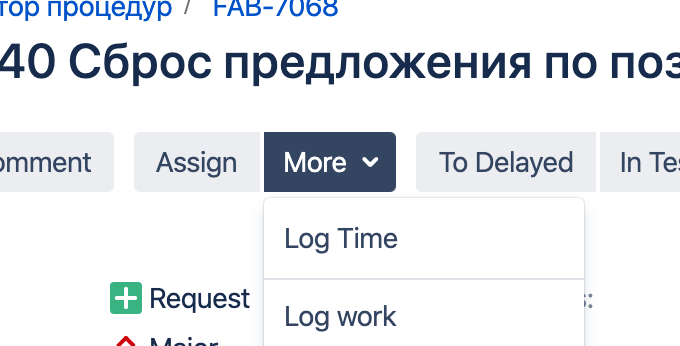 тор процедур / FAB-7068
40 Сброс предложения по поз
omment Assign More To Delayed In Tes
Log Time
Request
Log work
Major